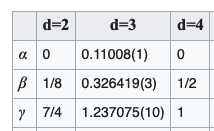 d=2 d=3 d=4
α 0 0.11008(1) 0
β 1/8 0.326419(3) 1/2
γ 7/4 1.237075(10) 1